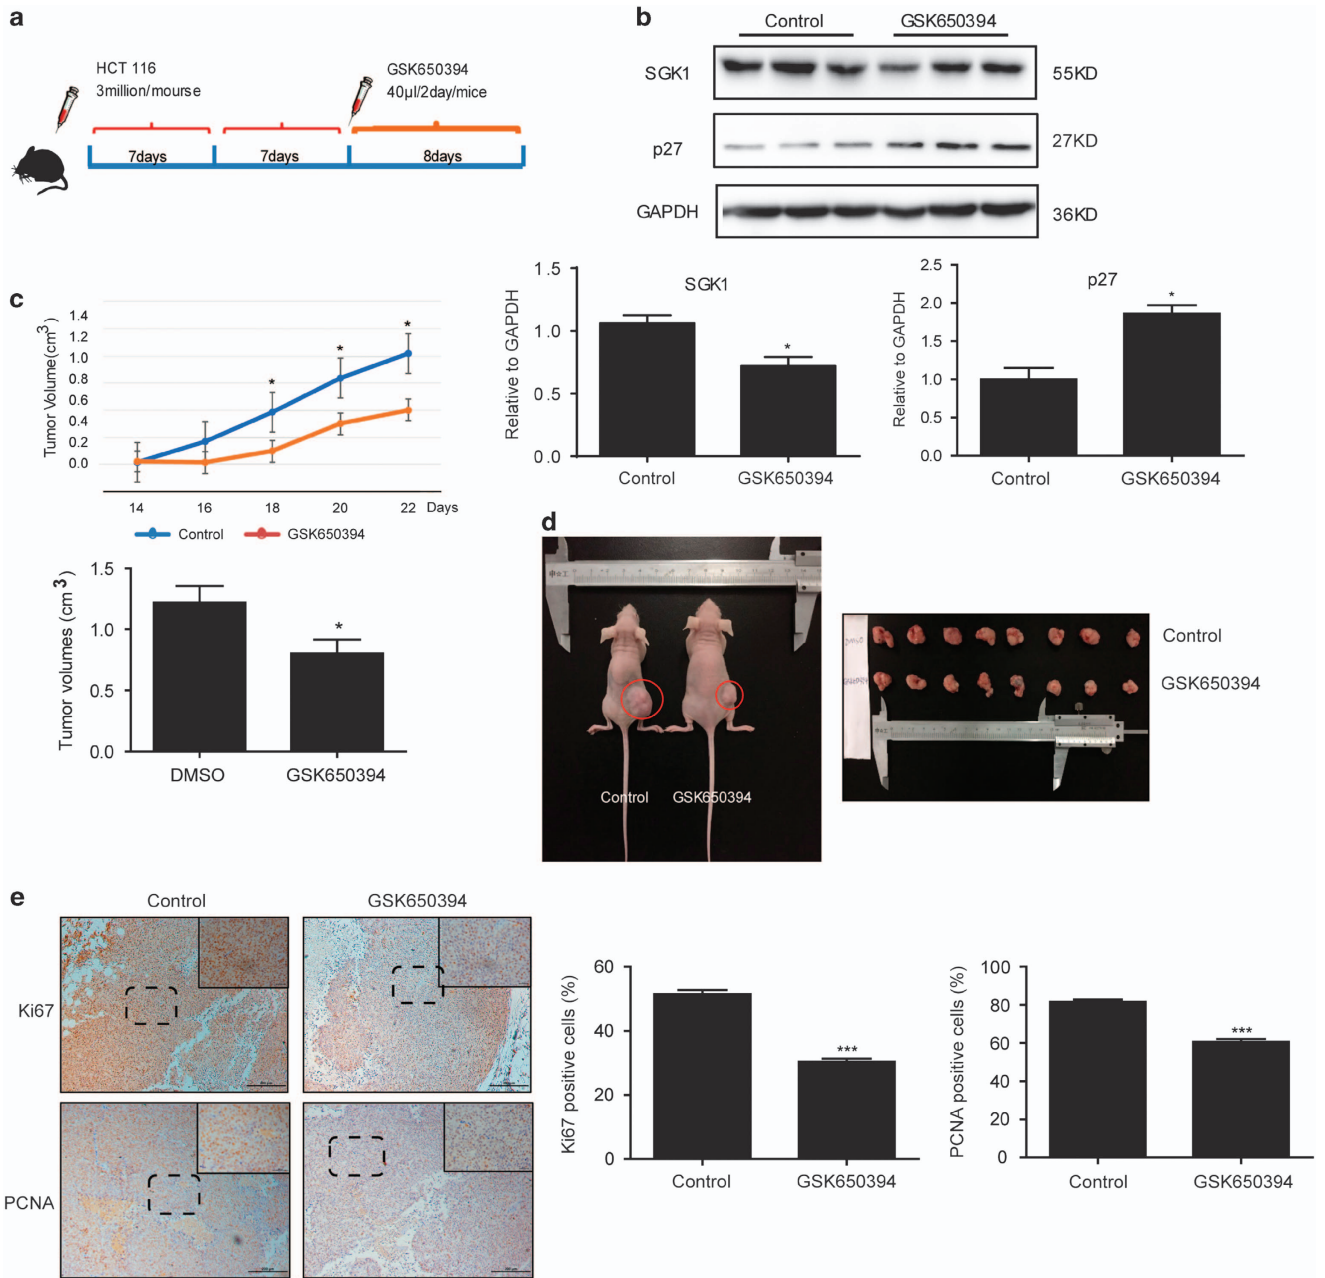 a
HCT 116
3million/mourse
GSK650394
40µl/2day/mice
7days
7days
8days
b
Control
GSK650394
SGK1
55KD
p27
27KD
GAPDH
36KD
1.5
1.0
0.5
0.0
Relative to GAPDH
SGK1
*
Control
GSK650394
2.5
2.0
1.5
1.0
0.5
0.0
Relative to GAPDH
p27
*
Control
GSK650394
c
Tumor Volume(cm3)
1.4
1.2
1.0
0.8
0.6
0.4
0.2
0.0
*
*
*
14
16
18
20
22
Days
Control
GSK650394
Tumor volumes (cm3)
1.5
1.0
0.5
0.0
*
DMSO
GSK650394
d
Control
GSK650394
DMSO
Control
GSK650394
e
Control
GSK650394
Ki67
PCNA
Ki67 positive cells (%)
60
40
20
0
***
Control
GSK650394
PCNA positive cells (%)
100
80
60
40
20
0
***
Control
GSK650394